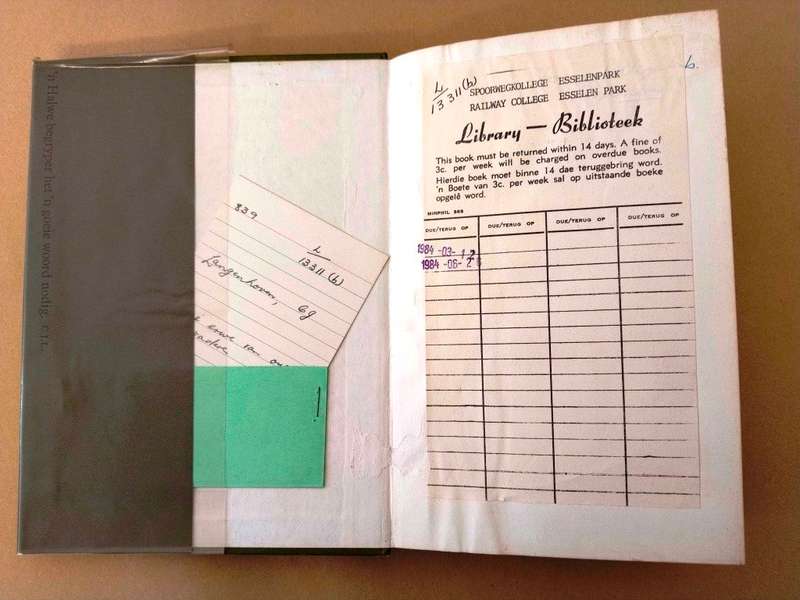 'n Halwe begryper het 'n goeie woord nodig.
839
L
13311 (b)
Langenhoven, CJ
L
13311(b)
SPOORWEGKOLLEGE ESSELENPARK
RAILWAY COLLEGE ESSELEN PARK
Library — Biblioteek
This book must be returned within 14 days. A fine of
3c. per week will be charged on overdue books.
Hierdie boek moet binne 14 dae teruggebring word.
'n Boete van 3c. per week sal op uitstaande boeke
opgelê word.
DUE/TERUG OP DUE/TERUG OP DUE/TERUG OP DUE/TERUG OP
1984 -03- 12
1984 -06- 2
b.